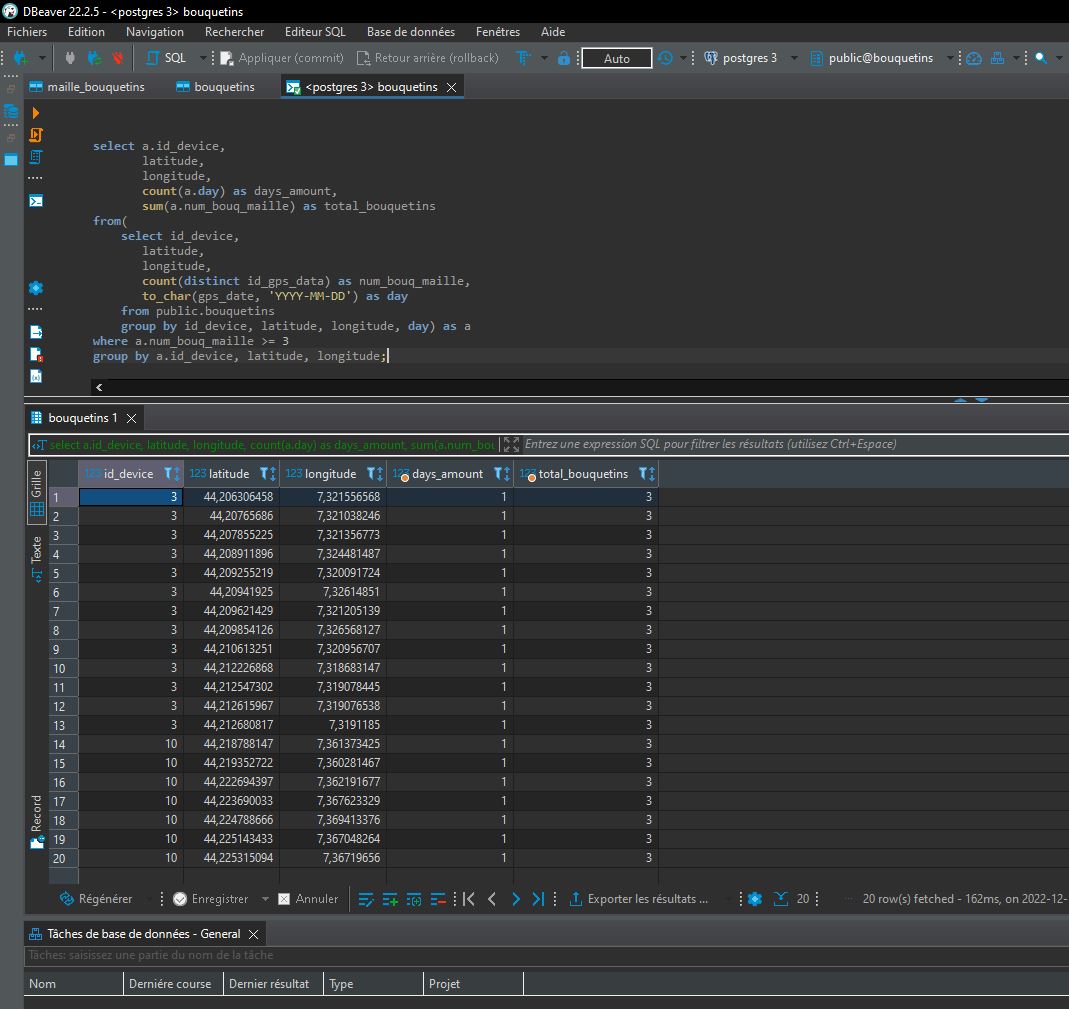 DBeaver 22.2.5 - <postgres 3> bouquetins
Fichiers Edition Navigation Rechercher Editeur SQL Base de données Fenêtres Aide
SQL Appliquer (commit) Retour arrière (rollback) Auto postgres 3 public@bouquetins
maille_bouquetins bouquetins <postgres 3> bouquetins
select a.id_device,
latitude,
longitude,
count(a.day) as days_amount,
sum(a.num_bouq_maille) as total_bouquetins
from(
select id_device,
latitude,
longitude,
count(distinct id_gps_data) as num_bouq_maille,
to_char(gps_date, 'YYYY-MM-DD') as day
from public.bouquetins
group by id_device, latitude, longitude, day) as a
where a.num_bouq_maille >= 3
group by a.id_device, latitude, longitude;
bouquetins 1
select a.id_device, latitude, longitude, count(a.day) as days_amount, sum(a.num_bou
Entrez une expression SQL pour filtrer les résultats (utilisez Ctrl+Espace)
Grille
Texte
Record
123 id_device 123 latitude 123 longitude 123 days_amount 123 total_bouquetins
1 3 44,206306458 7,321556568 1 3
2 3 44,20765686 7,321038246 1 3
3 3 44,207855225 7,321356773 1 3
4 3 44,208911896 7,324481487 1 3
5 3 44,209255219 7,320091724 1 3
6 3 44,20941925 7,32614851 1 3
7 3 44,209621429 7,321205139 1 3
8 3 44,209854126 7,326568127 1 3
9 3 44,210613251 7,320956707 1 3
10 3 44,212226868 7,318683147 1 3
11 3 44,212547302 7,319078445 1 3
12 3 44,212615967 7,319076538 1 3
13 3 44,212680817 7,3191185 1 3
14 10 44,218788147 7,361373425 1 3
15 10 44,219352722 7,360281467 1 3
16 10 44,222694397 7,362191677 1 3
17 10 44,223690033 7,367623329 1 3
18 10 44,224788666 7,369413376 1 3
19 10 44,225143433 7,367048264 1 3
20 10 44,225315094 7,36719656 1 3
Régénérer Enregistrer Annuler Exporter les résultats ... 20 20 row(s) fetched - 162ms, on 2022-12-
Tâches de base de données - General
Tâches: saisissez une partie du nom de la tâche
Nom Derniére course Dernier résultat Type Projet